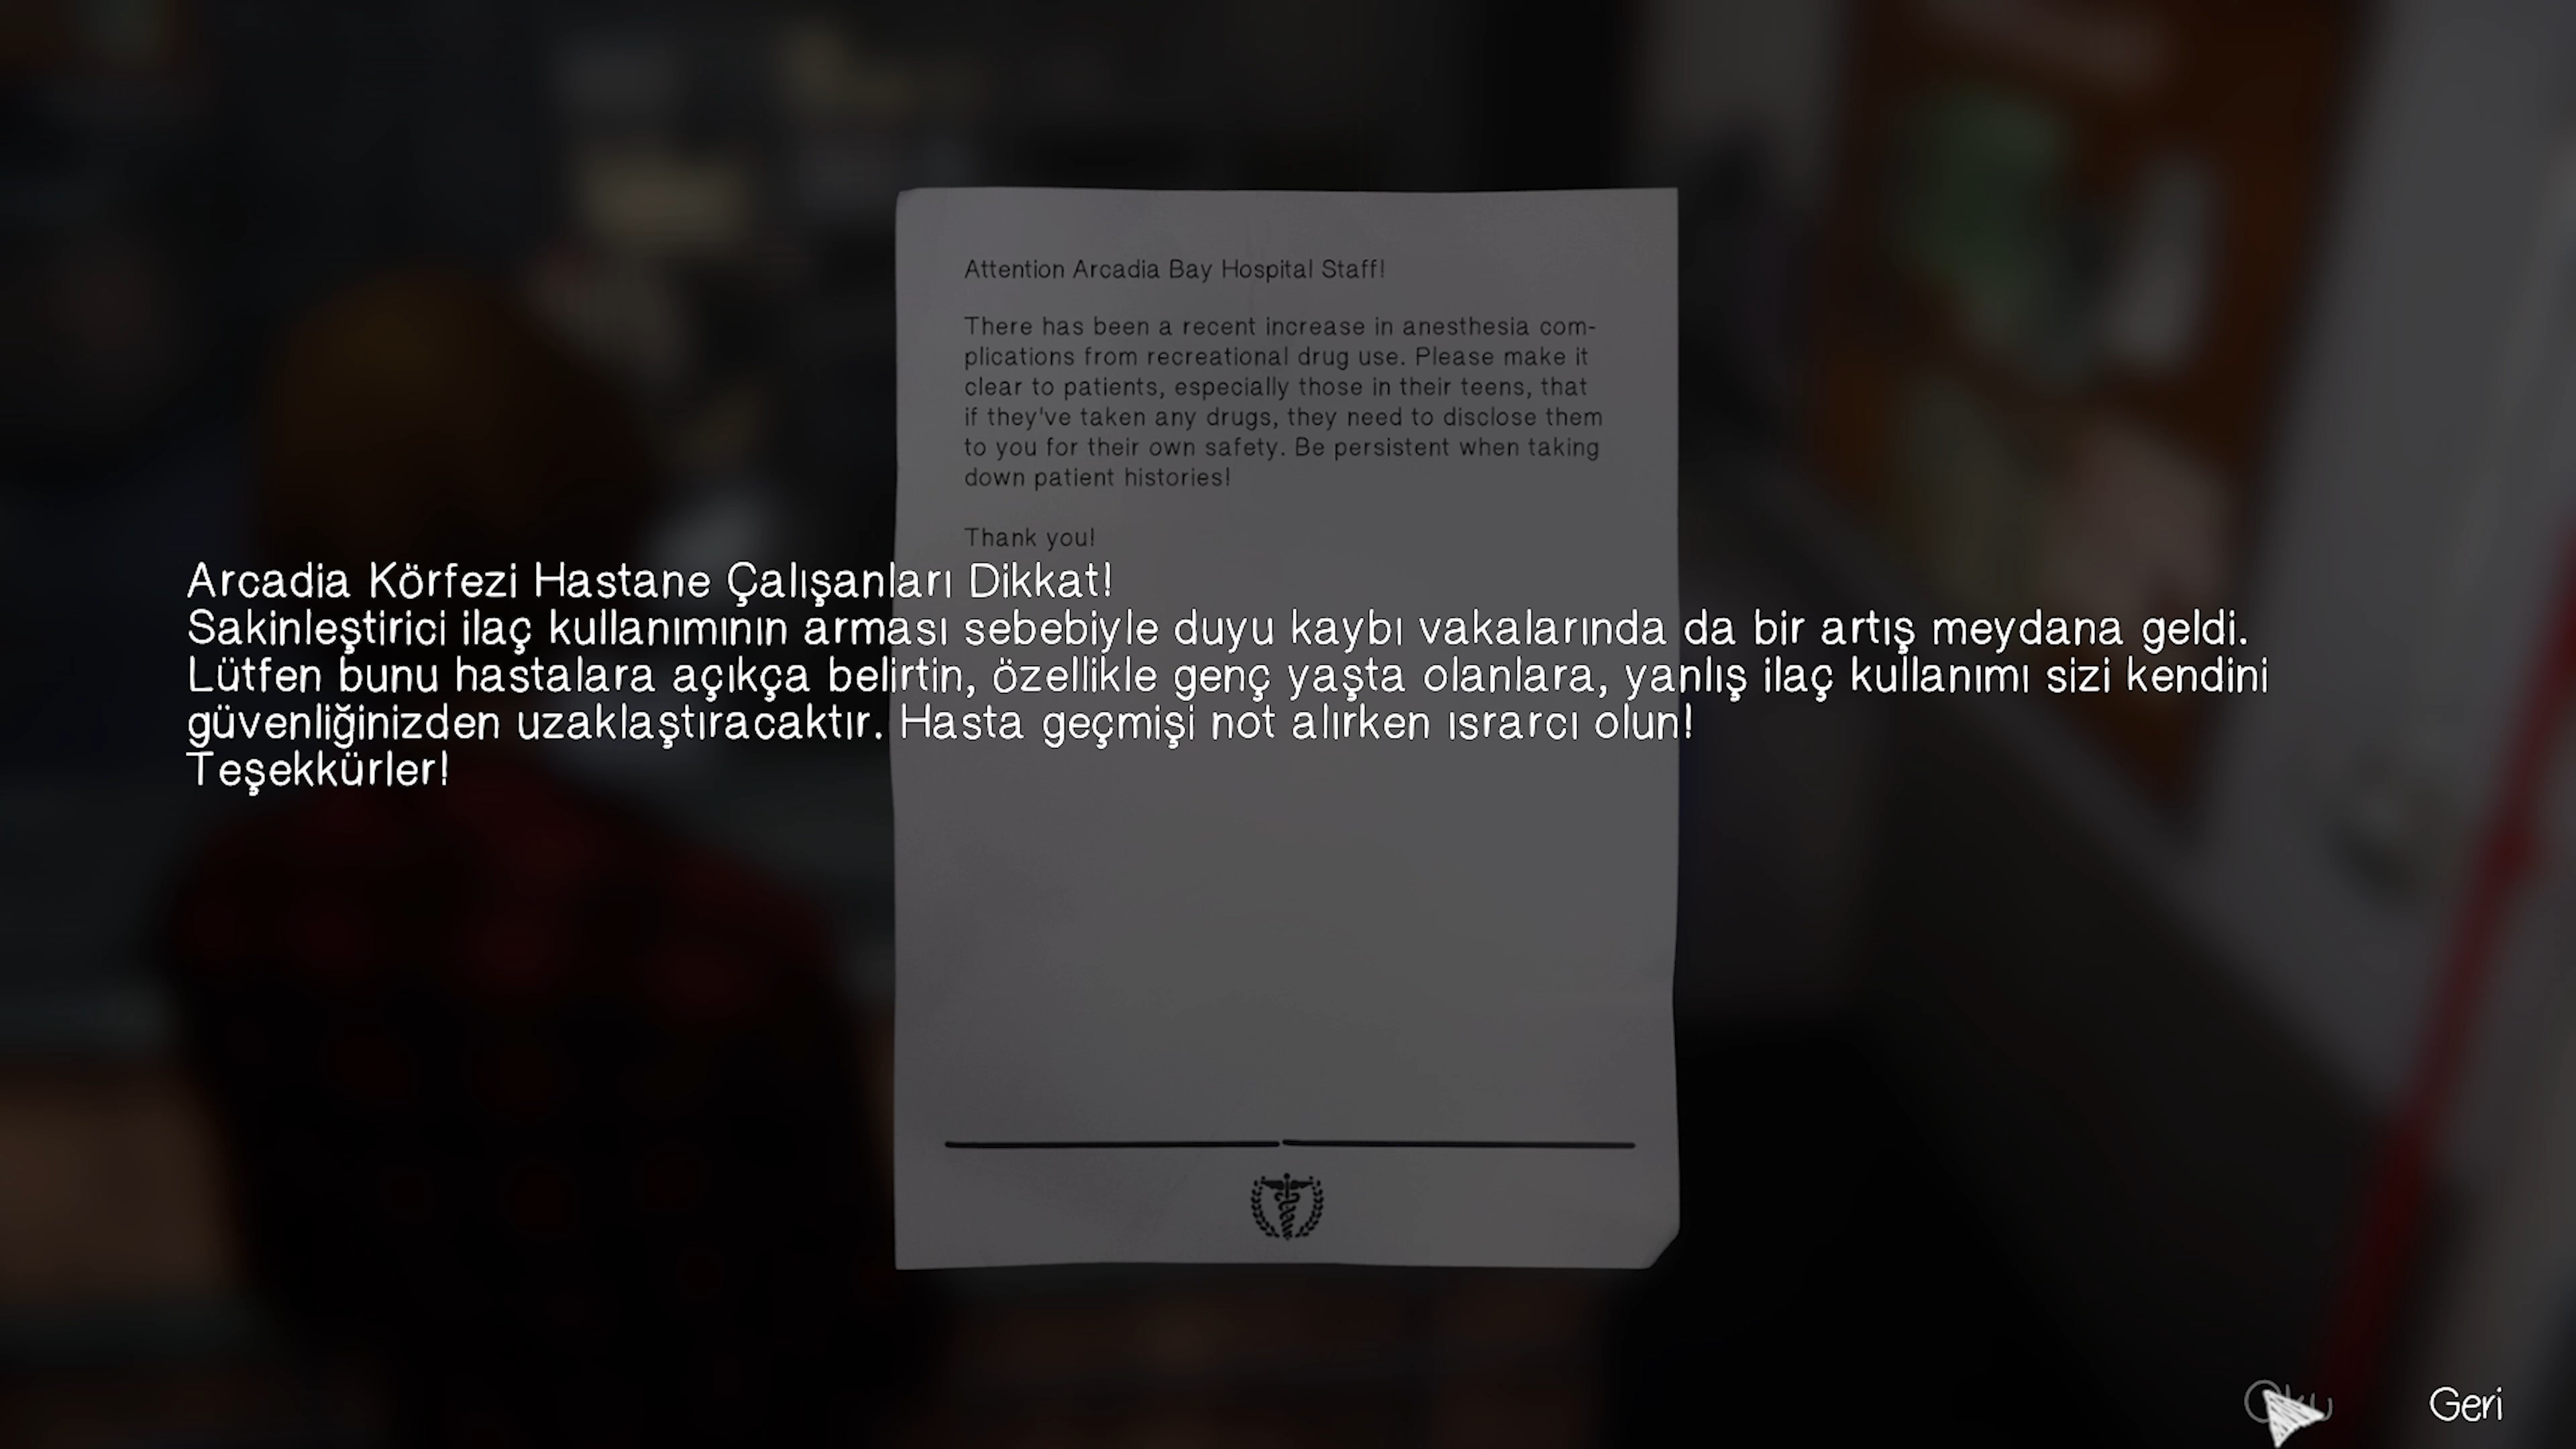 Attention Arcadia Bay Hospital Staff!
There has been a recent increase in anesthesia com-
plications from recreational drug use. Please make it
clear to patients, especially those in their teens, that
if they've taken any drugs, they need to disclose them
to you for their own safety. Be persistent when taking
down patient histories!
Thank you!
Arcadia Körfezi Hastane Çalışanları Dikkat!
Sakinleştirici ilaç kullanımının arması sebebiyle duyu kaybı vakalarında da bir artış meydana geldi.
Lütfen bunu hastalara açıkça belirtin, özellikle genç yaşta olanlara, yanlış ilaç kullanımı sizi kendini
güvenliğinizden uzaklaştıracaktır. Hasta geçmişi not alırken ısrarcı olun!
Teşekkürler!
Oku
Geri